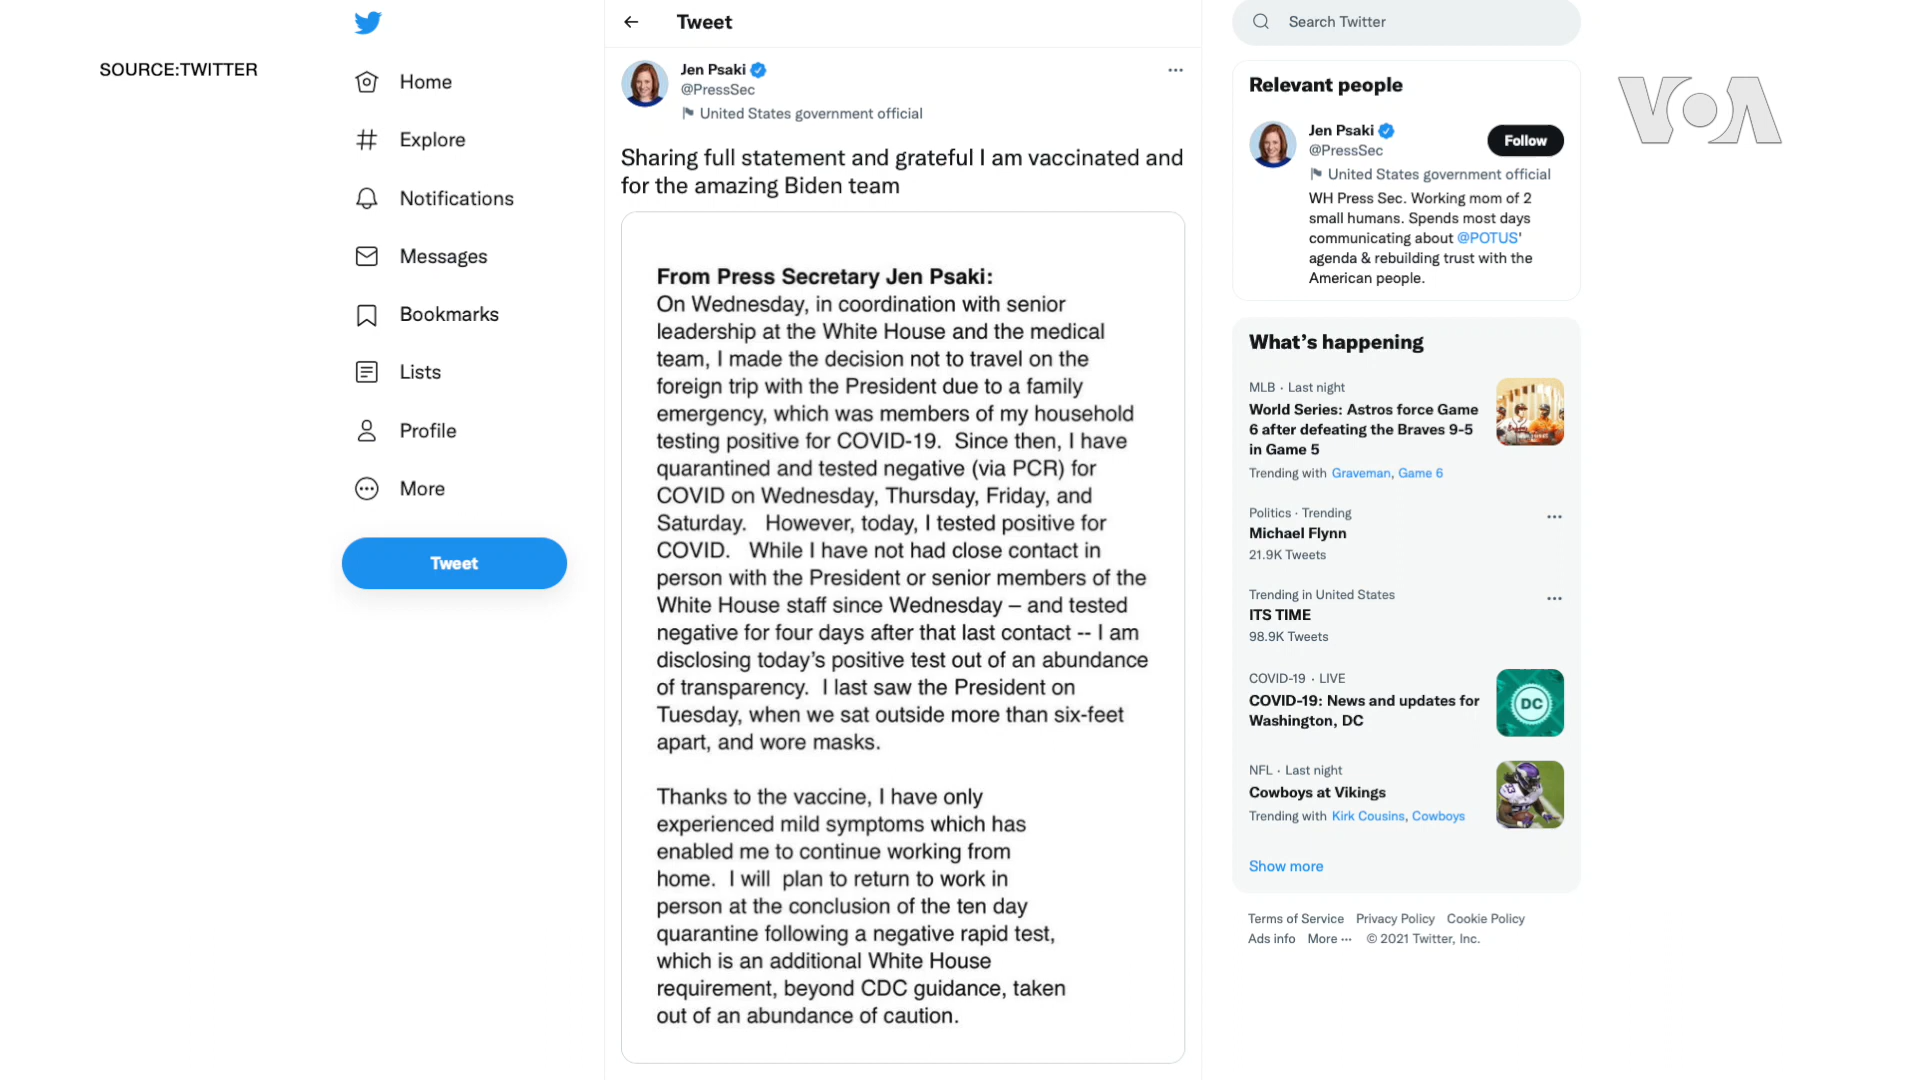 SOURCE:TWITTER
Home
Explore
Notifications
Messages
Bookmarks
Lists
Profile
More
Tweet
Tweet
Jen Psaki
@PressSec
United States government official
Sharing full statement and grateful I am vaccinated and
for the amazing Biden team
From Press Secretary Jen Psaki:
On Wednesday, in coordination with senior
leadership at the White House and the medical
team, I made the decision not to travel on the
foreign trip with the President due to a family
emergency, which was members of my household
testing positive for COVID-19.  Since then, I have
quarantined and tested negative (via PCR) for
COVID on Wednesday, Thursday, Friday, and
Saturday.   However, today, I tested positive for
COVID.   While I have not had close contact in
person with the President or senior members of the
White House staff since Wednesday – and tested
negative for four days after that last contact -- I am
disclosing today’s positive test out of an abundance
of transparency.  I last saw the President on
Tuesday, when we sat outside more than six-feet
apart, and wore masks.
Thanks to the vaccine, I have only
experienced mild symptoms which has
enabled me to continue working from
home.  I will  plan to return to work in
person at the conclusion of the ten day
quarantine following a negative rapid test,
which is an additional White House
requirement, beyond CDC guidance, taken
out of an abundance of caution.
Search Twitter
Relevant people
Jen Psaki
@PressSec
Follow
United States government official
WH Press Sec. Working mom of 2
small humans. Spends most days
communicating about @POTUS'
agenda & rebuilding trust with the
American people.
What’s happening
MLB · Last night
World Series: Astros force Game
6 after defeating the Braves 9-5
in Game 5
Trending with Graveman, Game 6
Politics · Trending
Michael Flynn
21.9K Tweets
Trending in United States
ITS TIME
98.9K Tweets
COVID-19 · LIVE
COVID-19: News and updates for
Washington, DC
DC
NFL · Last night
Cowboys at Vikings
Trending with Kirk Cousins, Cowboys
Show more
Terms of Service Privacy Policy Cookie Policy
Ads info More ··· © 2021 Twitter, Inc.
VOA